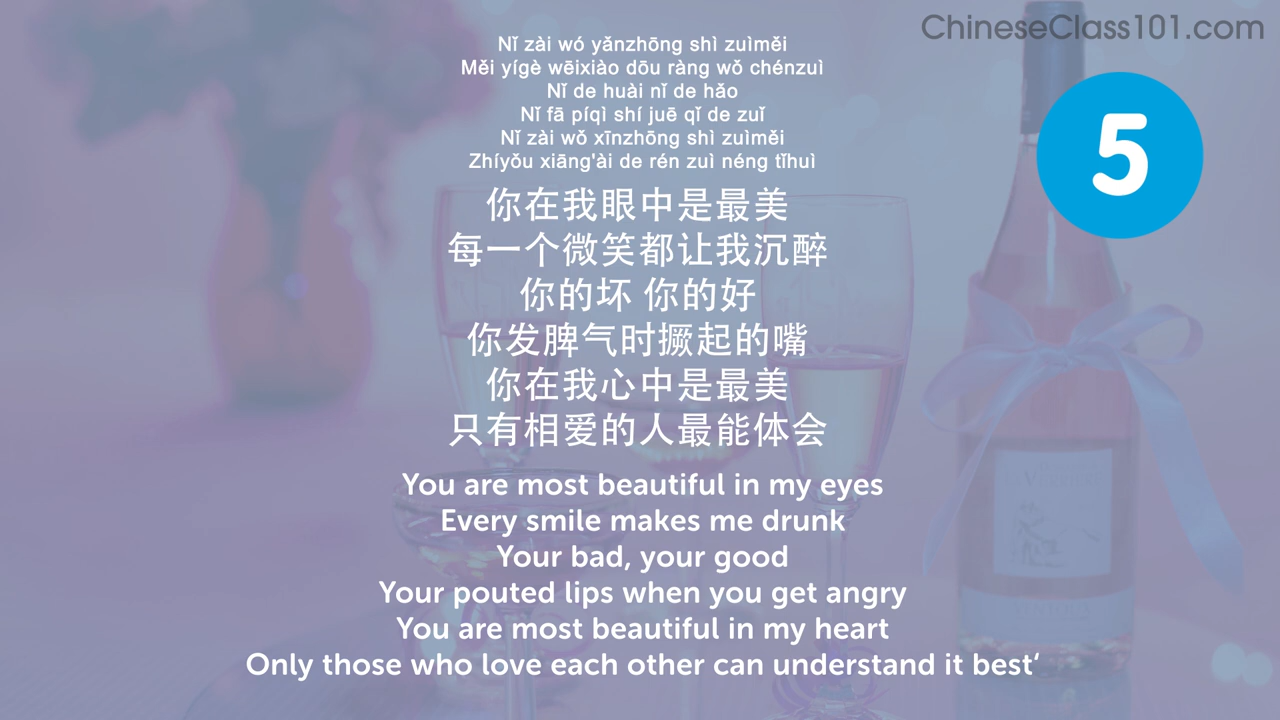 ChineseClass101.com
5
Nǐ zài wó yǎnzhōng shì zuìměi
Měi yígè wēixiào dōu ràng wǒ chénzuì
Nǐ de huài nǐ de hǎo
Nǐ fā píqì shí juē qǐ de zuǐ
Nǐ zài wǒ xīnzhōng shì zuìměi
Zhíyǒu xiāng'ài de rén zuì néng tǐhuì
你在我眼中是最美
每一个微笑都让我沉醉
你的坏 你的好
你发脾气时撅起的嘴
你在我心中是最美
只有相爱的人最能体会
You are most beautiful in my eyes
Every smile makes me drunk
Your bad, your good
Your pouted lips when you get angry
You are most beautiful in my heart
Only those who love each other can understand it best‘